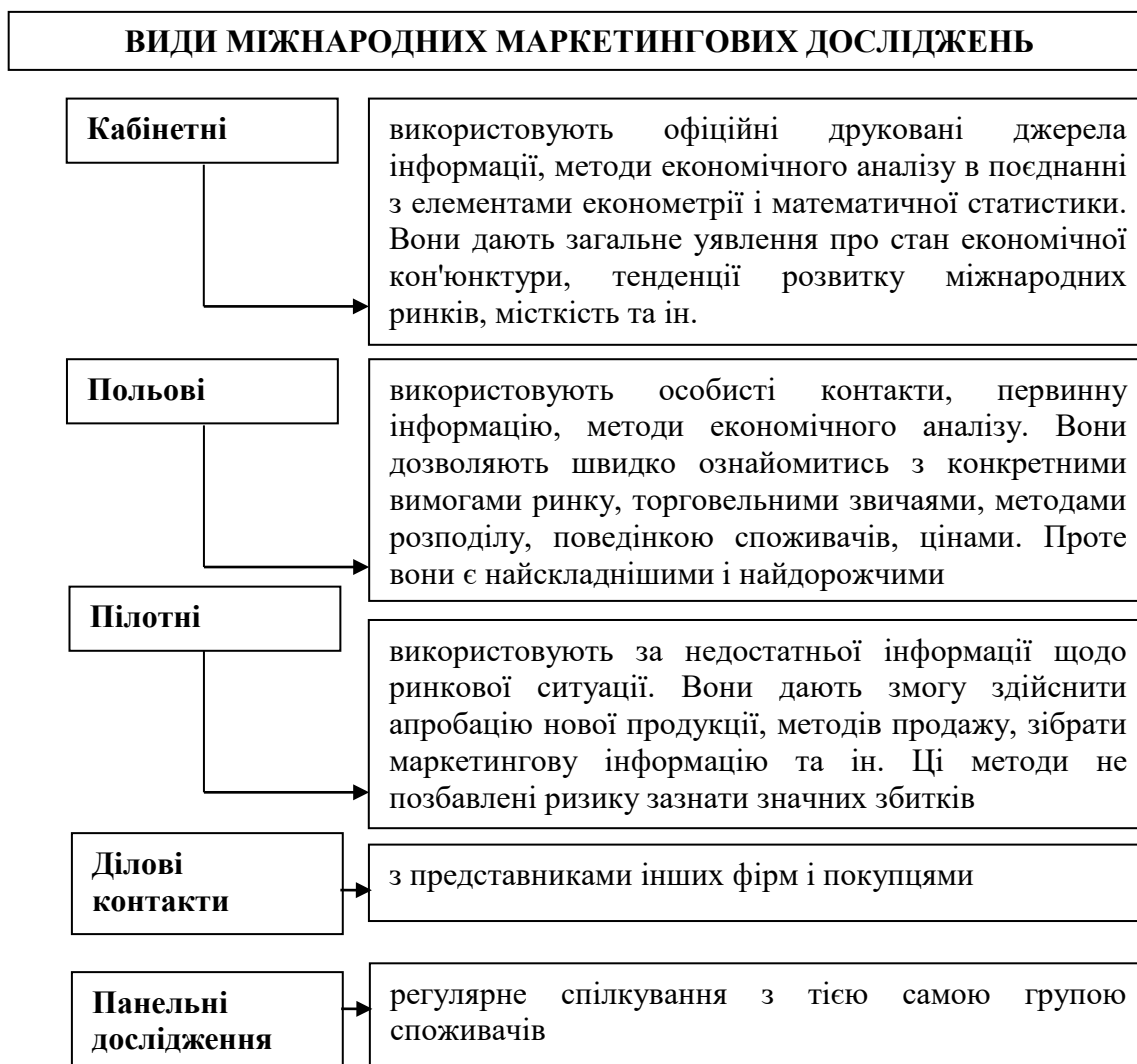 ВИДИ МІЖНАРОДНИХ МАРКЕТИНГОВИХ ДОСЛІДЖЕНЬ
Кабінетні
використовують офіційні друковані джерела
інформації, методи економічного аналізу в поєднанні
з елементами економетрії і математичної статистики.
Вони дають загальне уявлення про стан економічної
кон'юнктури, тенденції розвитку міжнародних
ринків, місткість та ін.
Польові
використовують особисті контакти, первинну
інформацію, методи економічного аналізу. Вони
дозволяють швидко ознайомитись з конкретними
вимогами ринку, торговельними звичаями, методами
розподілу, поведінкою споживачів, цінами. Проте
вони є найскладнішими і найдорожчими
Пілотні
використовують за недостатньої інформації щодо
ринкової ситуації. Вони дають змогу здійснити
апробацію нової продукції, методів продажу, зібрати
маркетингову інформацію та ін. Ці методи не
позбавлені ризику зазнати значних збитків
Ділові
контакти
з представниками інших фірм і покупцями
Панельні
дослідження
регулярне спілкування з тією самою групою
споживачів